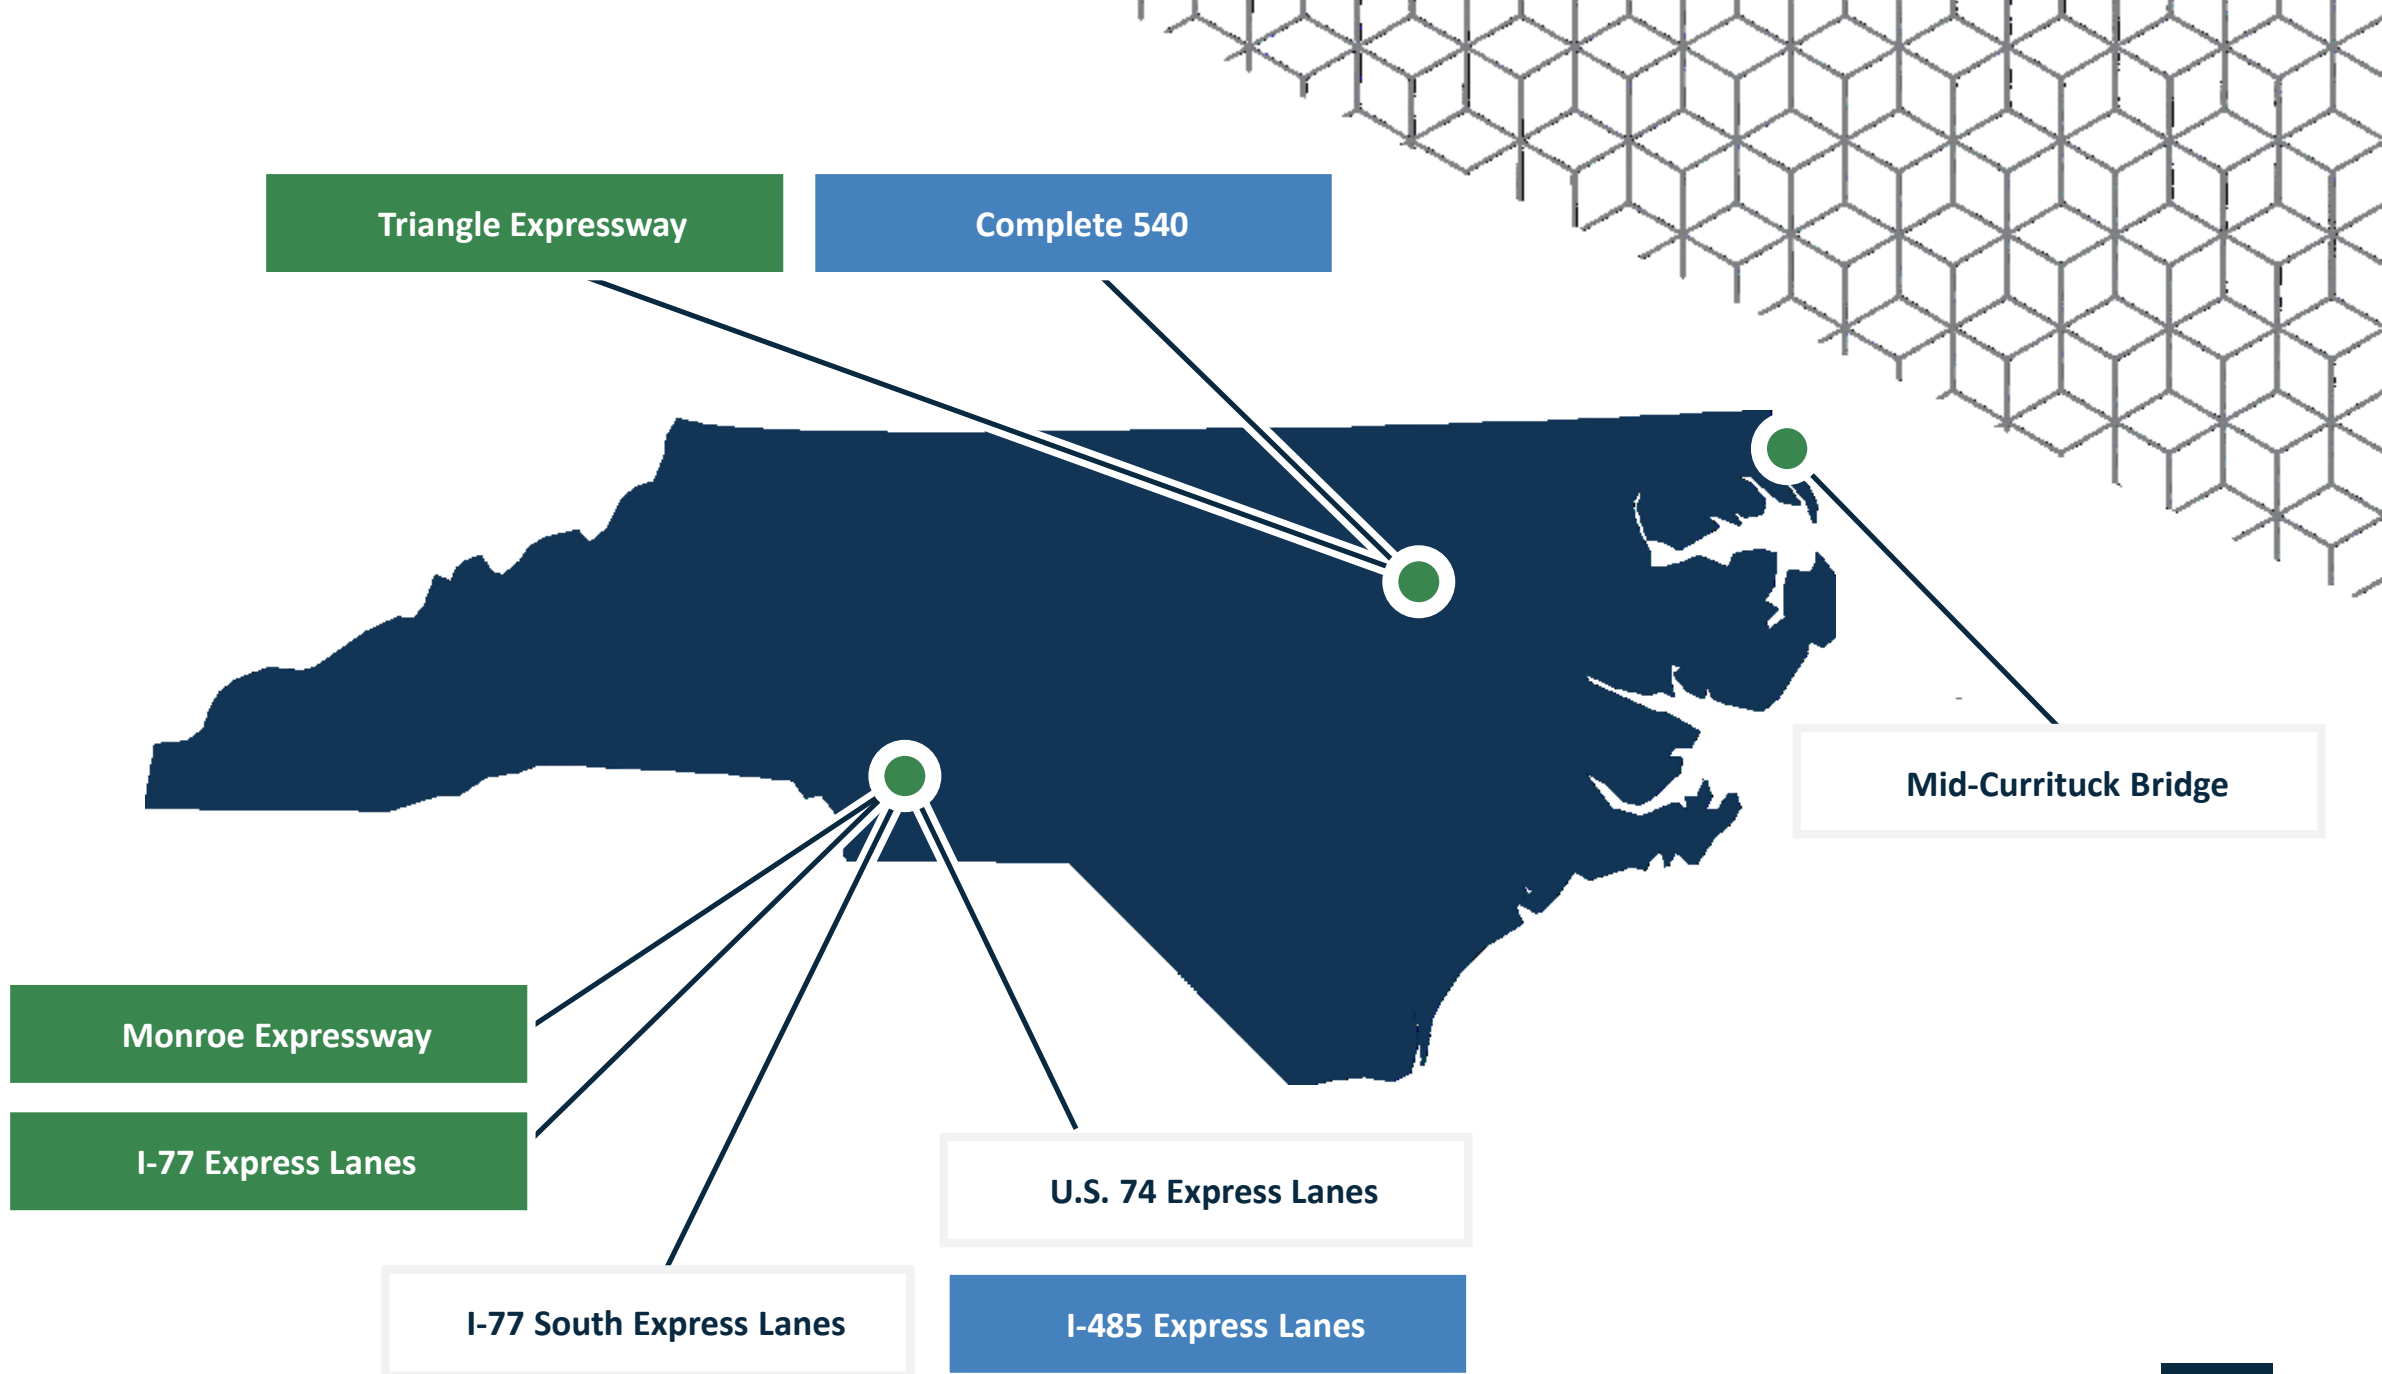 Triangle Expressway
Complete 540
Mid-Currituck Bridge
Monroe Expressway
I-77 Express Lanes
U.S. 74 Express Lanes
I-77 South Express Lanes
I-485 Express Lanes